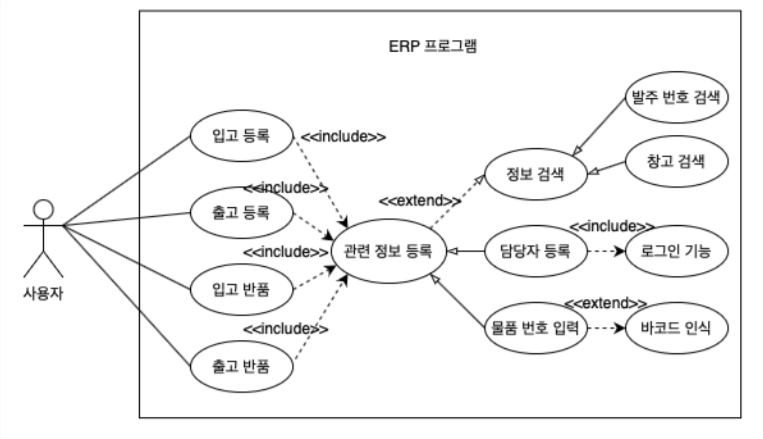 ERP 프로그램
발주 번호 검색
입고 등록
<<include>>
창고 검색
정보 검색
<<include>>
<<extend>>
출고 등록
<<include>>
관련 정보 등록
담당자 등록
로그인 기능
<<include>>
입고 반품
사용자
<<extend>>
<<include>>
물품 번호 입력
바코드 인식
출고 반품